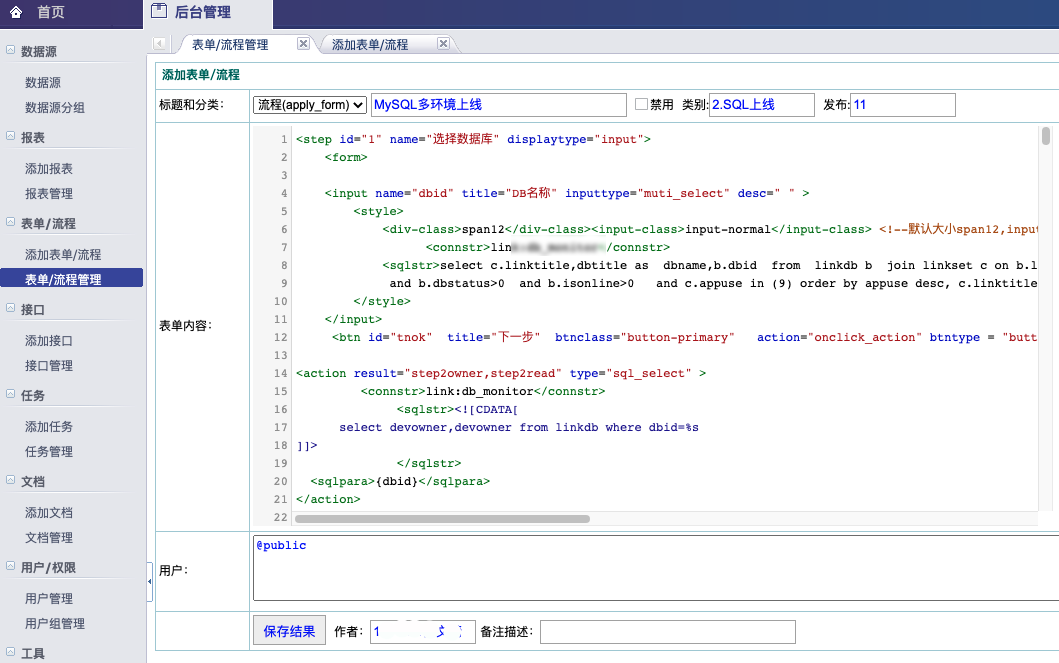 首页
后台管理
数据源
数据源
数据源分组
报表
添加报表
报表管理
表单/流程
添加表单/流程
表单/流程管理
接口
添加接口
接口管理
任务
添加任务
任务管理
文档
添加文档
文档管理
用户/权限
用户管理
用户组管理
工具
表单/流程管理
添加表单/流程
添加表单/流程
标题和分类: 流程(apply_form) MySQL多环境上线 禁用 类别: 2.SQL上线 发布: 11
表单内容:
1 <step id="1" name="选择数据库" displaytype="input">
2 <form>
3
4 <input name="dbid" title="DB名称" inputtype="muti_select" desc=" " >
5 <style>
6 <div-class>span12</div-class><input-class>input-normal</input-class> <!--默认大小span12,input
7 <connstr>lin /connstr>
8 <sqlstr>select c.linktitle,dbtitle as dbname,b.dbid from linkdb b join linkset c on b.l
9 and b.dbstatus>0 and b.isonline>0 and c.appuse in (9) order by appuse desc, c.linktitle
10 </style>
11 </input>
12 <btn id="tnok" title="下一步" btnclass="button-primary" action="onclick_action" btntype = "butt
13
14 <action result="step2owner,step2read" type="sql_select" >
15 <connstr>link:db_monitor</connstr>
16 <sqlstr><![CDATA[
17 select devowner,devowner from linkdb where dbid=%s
18 ]]>
19 </sqlstr>
20 <sqlpara>{dbid}</sqlpara>
21 </action>
22
用户:
@public
保存结果 作者: 1 备注描述: